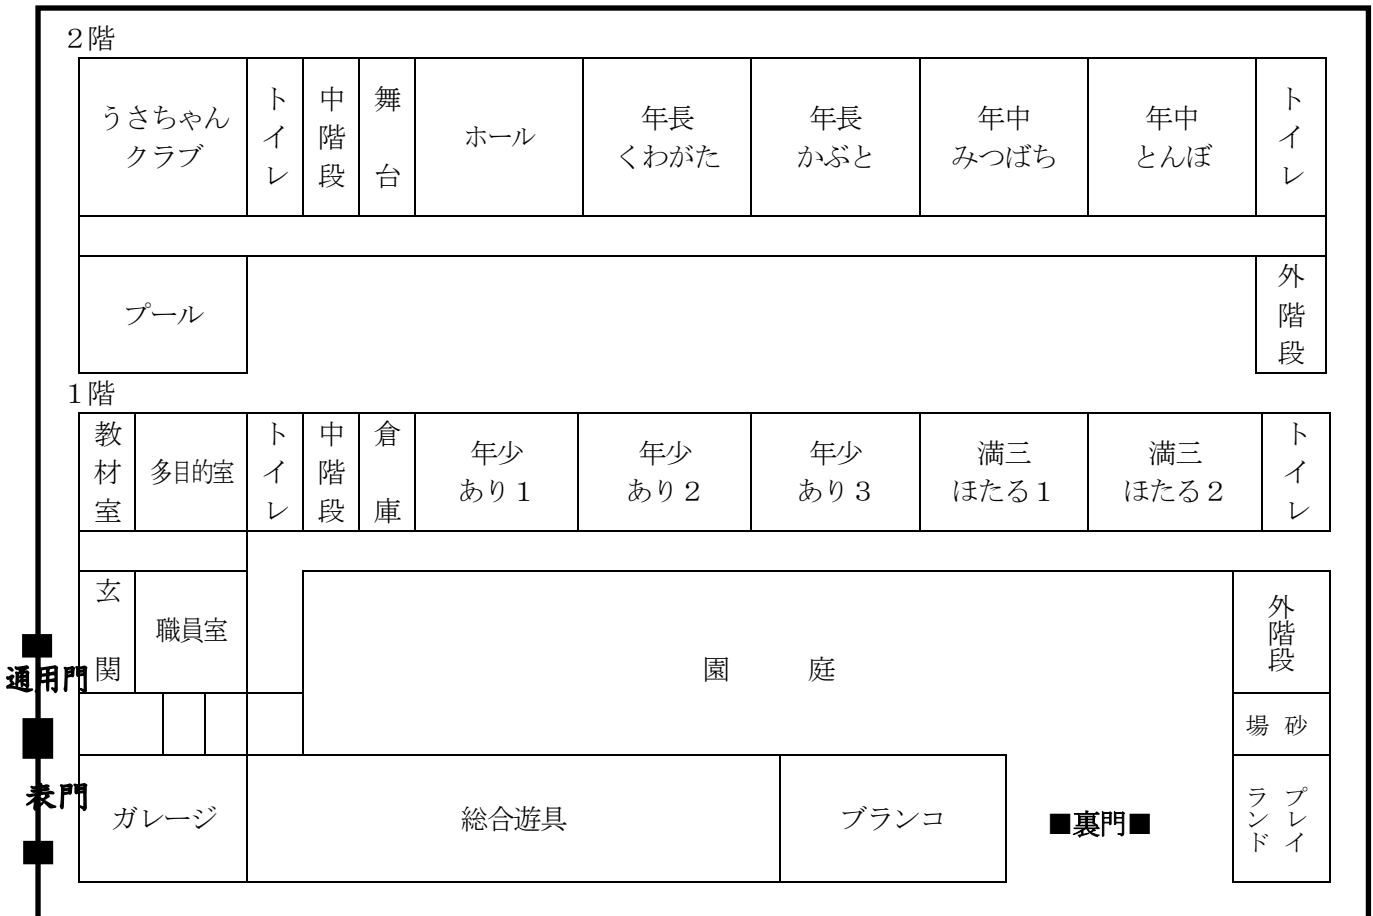 ２階
うさちゃん
クラブ
トイレ
中階段
舞台
ホール
年長
くわがた
年長
かぶと
年中
みつばち
年中
とんぼ
トイレ
プール
外階段
１階
教材室
多目的室
トイレ
中階段
倉庫
年少
あり１
年少
あり２
年少
あり３
満三
ほたる１
満三
ほたる２
トイレ
玄関
職員室
園庭
外階段
通用門
砂場
表門
ガレージ
総合遊具
ブランコ
■裏門■
プレイ
ランド